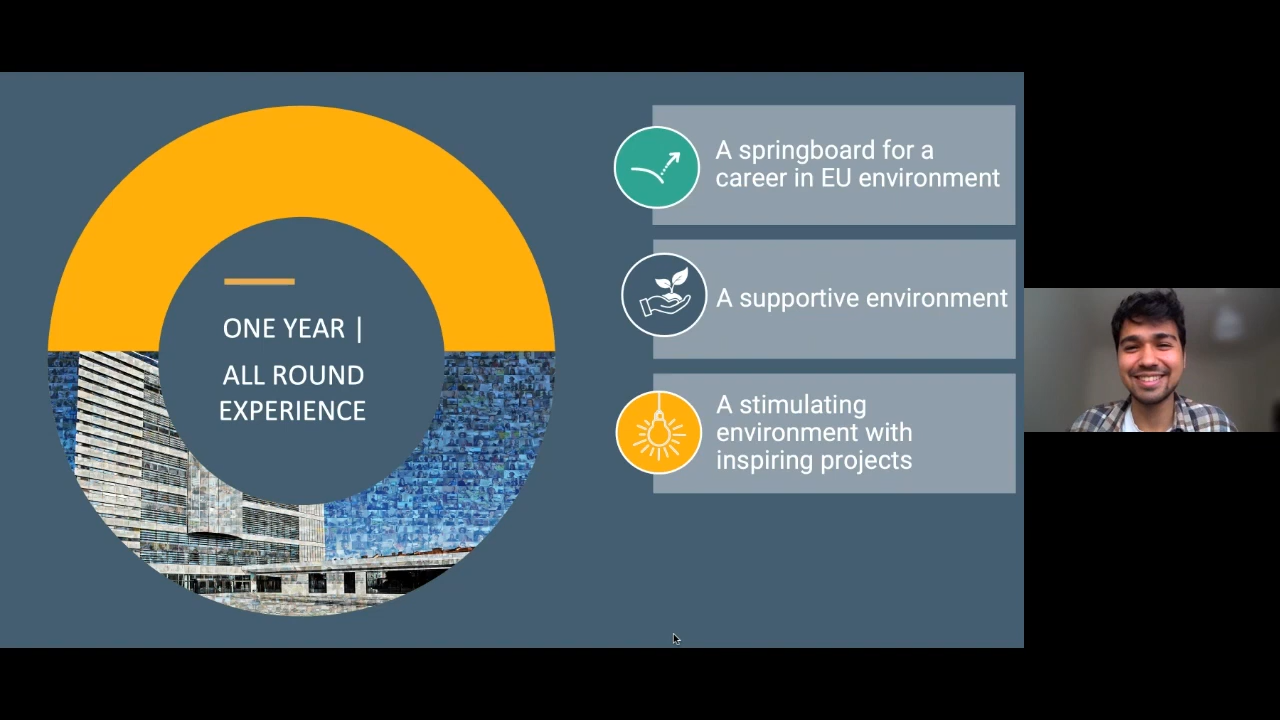 ONE YEAR |
ALL ROUND
EXPERIENCE
A springboard for a
career in EU environment
A supportive environment
A stimulating
environment with
inspiring projects